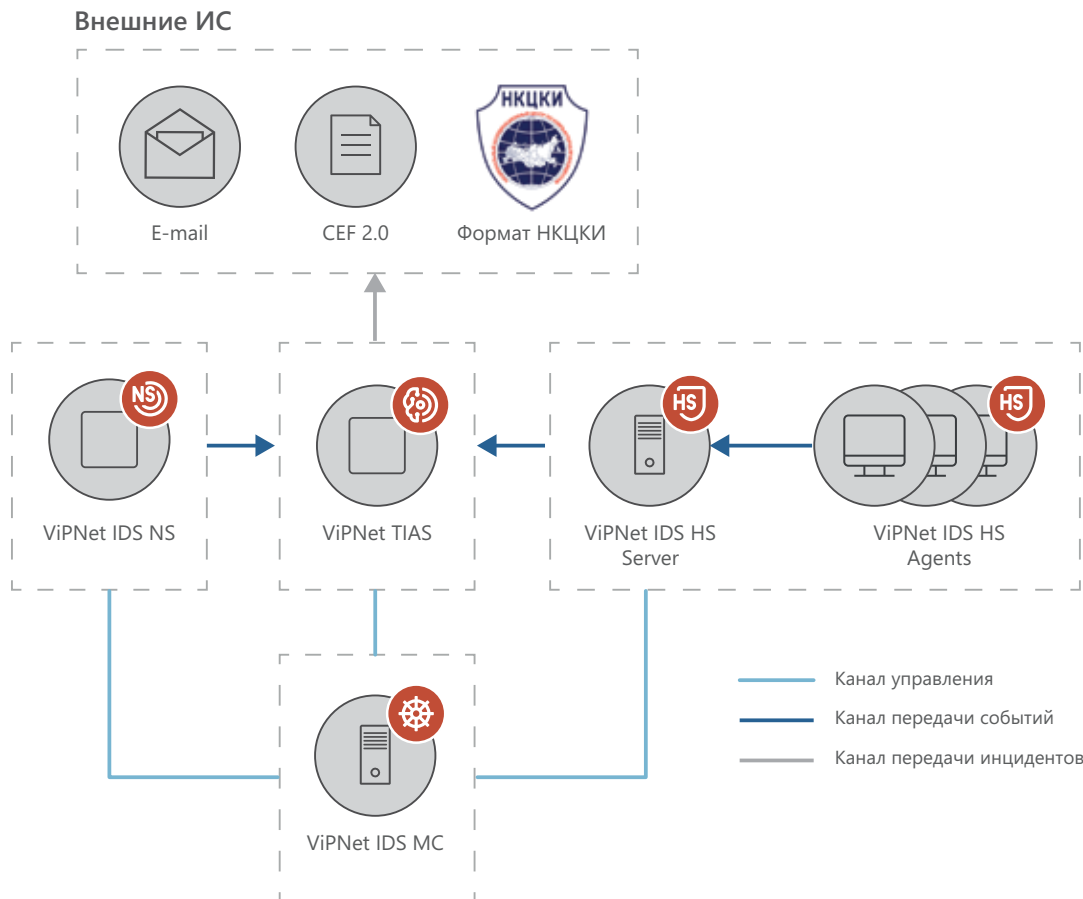 Внешние ИС
НКЦКИ
E-mail
CEF 2.0
Формат НКЦКИ
NS
HS
HS
ViPNet IDS NS
ViPNet TIAS
ViPNet IDS HS
Server
ViPNet IDS HS
Agents
Канал управления
Канал передачи событий
Канал передачи инцидентов
ViPNet IDS MC